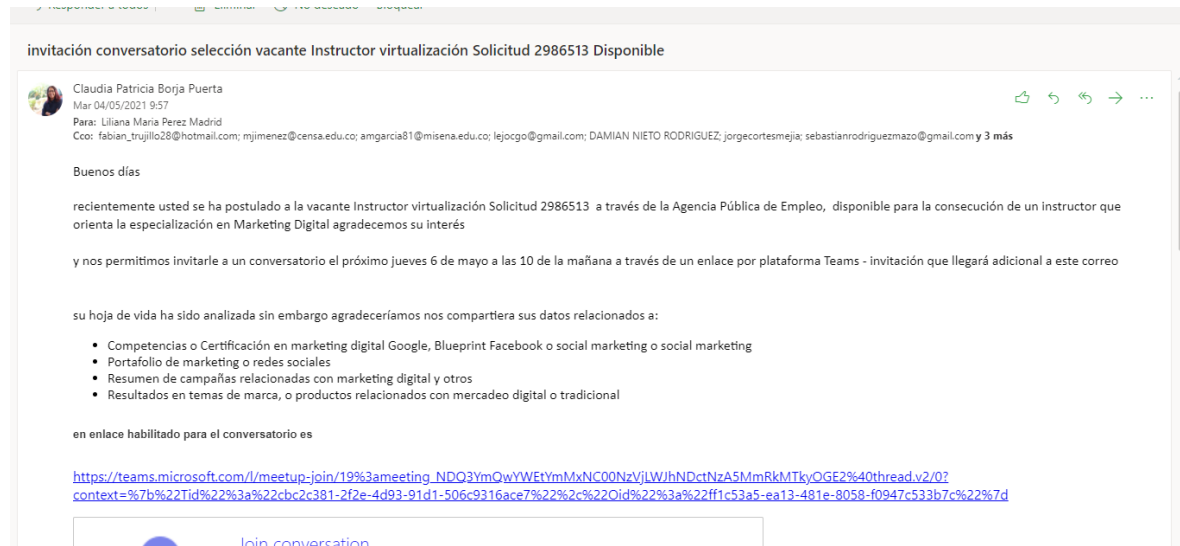 Responder a todos Eliminar No deseado Bloquear
invitación conversatorio selección vacante Instructor virtualización Solicitud 2986513 Disponible
Claudia Patricia Borja Puerta
Mar 04/05/2021 9:57
Para: Liliana Maria Perez Madrid
Cco: fabian_trujillo28@hotmail.com; mjimenez@censa.edu.co; amgarcia81@misena.edu.co; lejocgo@gmail.com; DAMIAN NIETO RODRIGUEZ; jorgecortesmejia; sebastianrodriguezmazo@gmail.com y 3 más
Buenos días
recientemente usted se ha postulado a la vacante Instructor virtualización Solicitud 2986513 a través de la Agencia Pública de Empleo, disponible para la consecución de un instructor que
orienta la especialización en Marketing Digital agradecemos su interés
y nos permitimos invitarle a un conversatorio el próximo jueves 6 de mayo a las 10 de la mañana a través de un enlace por plataforma Teams - invitación que llegará adicional a este correo
su hoja de vida ha sido analizada sin embargo agradeceríamos nos compartiera sus datos relacionados a:
• Competencias o Certificación en marketing digital Google, Blueprint Facebook o social marketing o social marketing
• Portafolio de marketing o redes sociales
• Resumen de campañas relacionadas con marketing digital y otros
• Resultados en temas de marca, o productos relacionados con mercadeo digital o tradicional
en enlace habilitado para el conversatorio es
https://teams.microsoft.com/l/meetup-join/19%3ameeting_NDQ3YmQwYWEtYmMxNC00NzVjLWJhNDctNzA5MmRkMTkyOGE2%40thread.v2/0?
context=%7b%22Tid%22%3a%22cbc2c381-2f2e-4d93-91d1-506c9316ace7%22%2c%22Oid%22%3a%22ff1c53a5-ea13-481e-8058-f0947c533b7c%22%7d
Join conversation